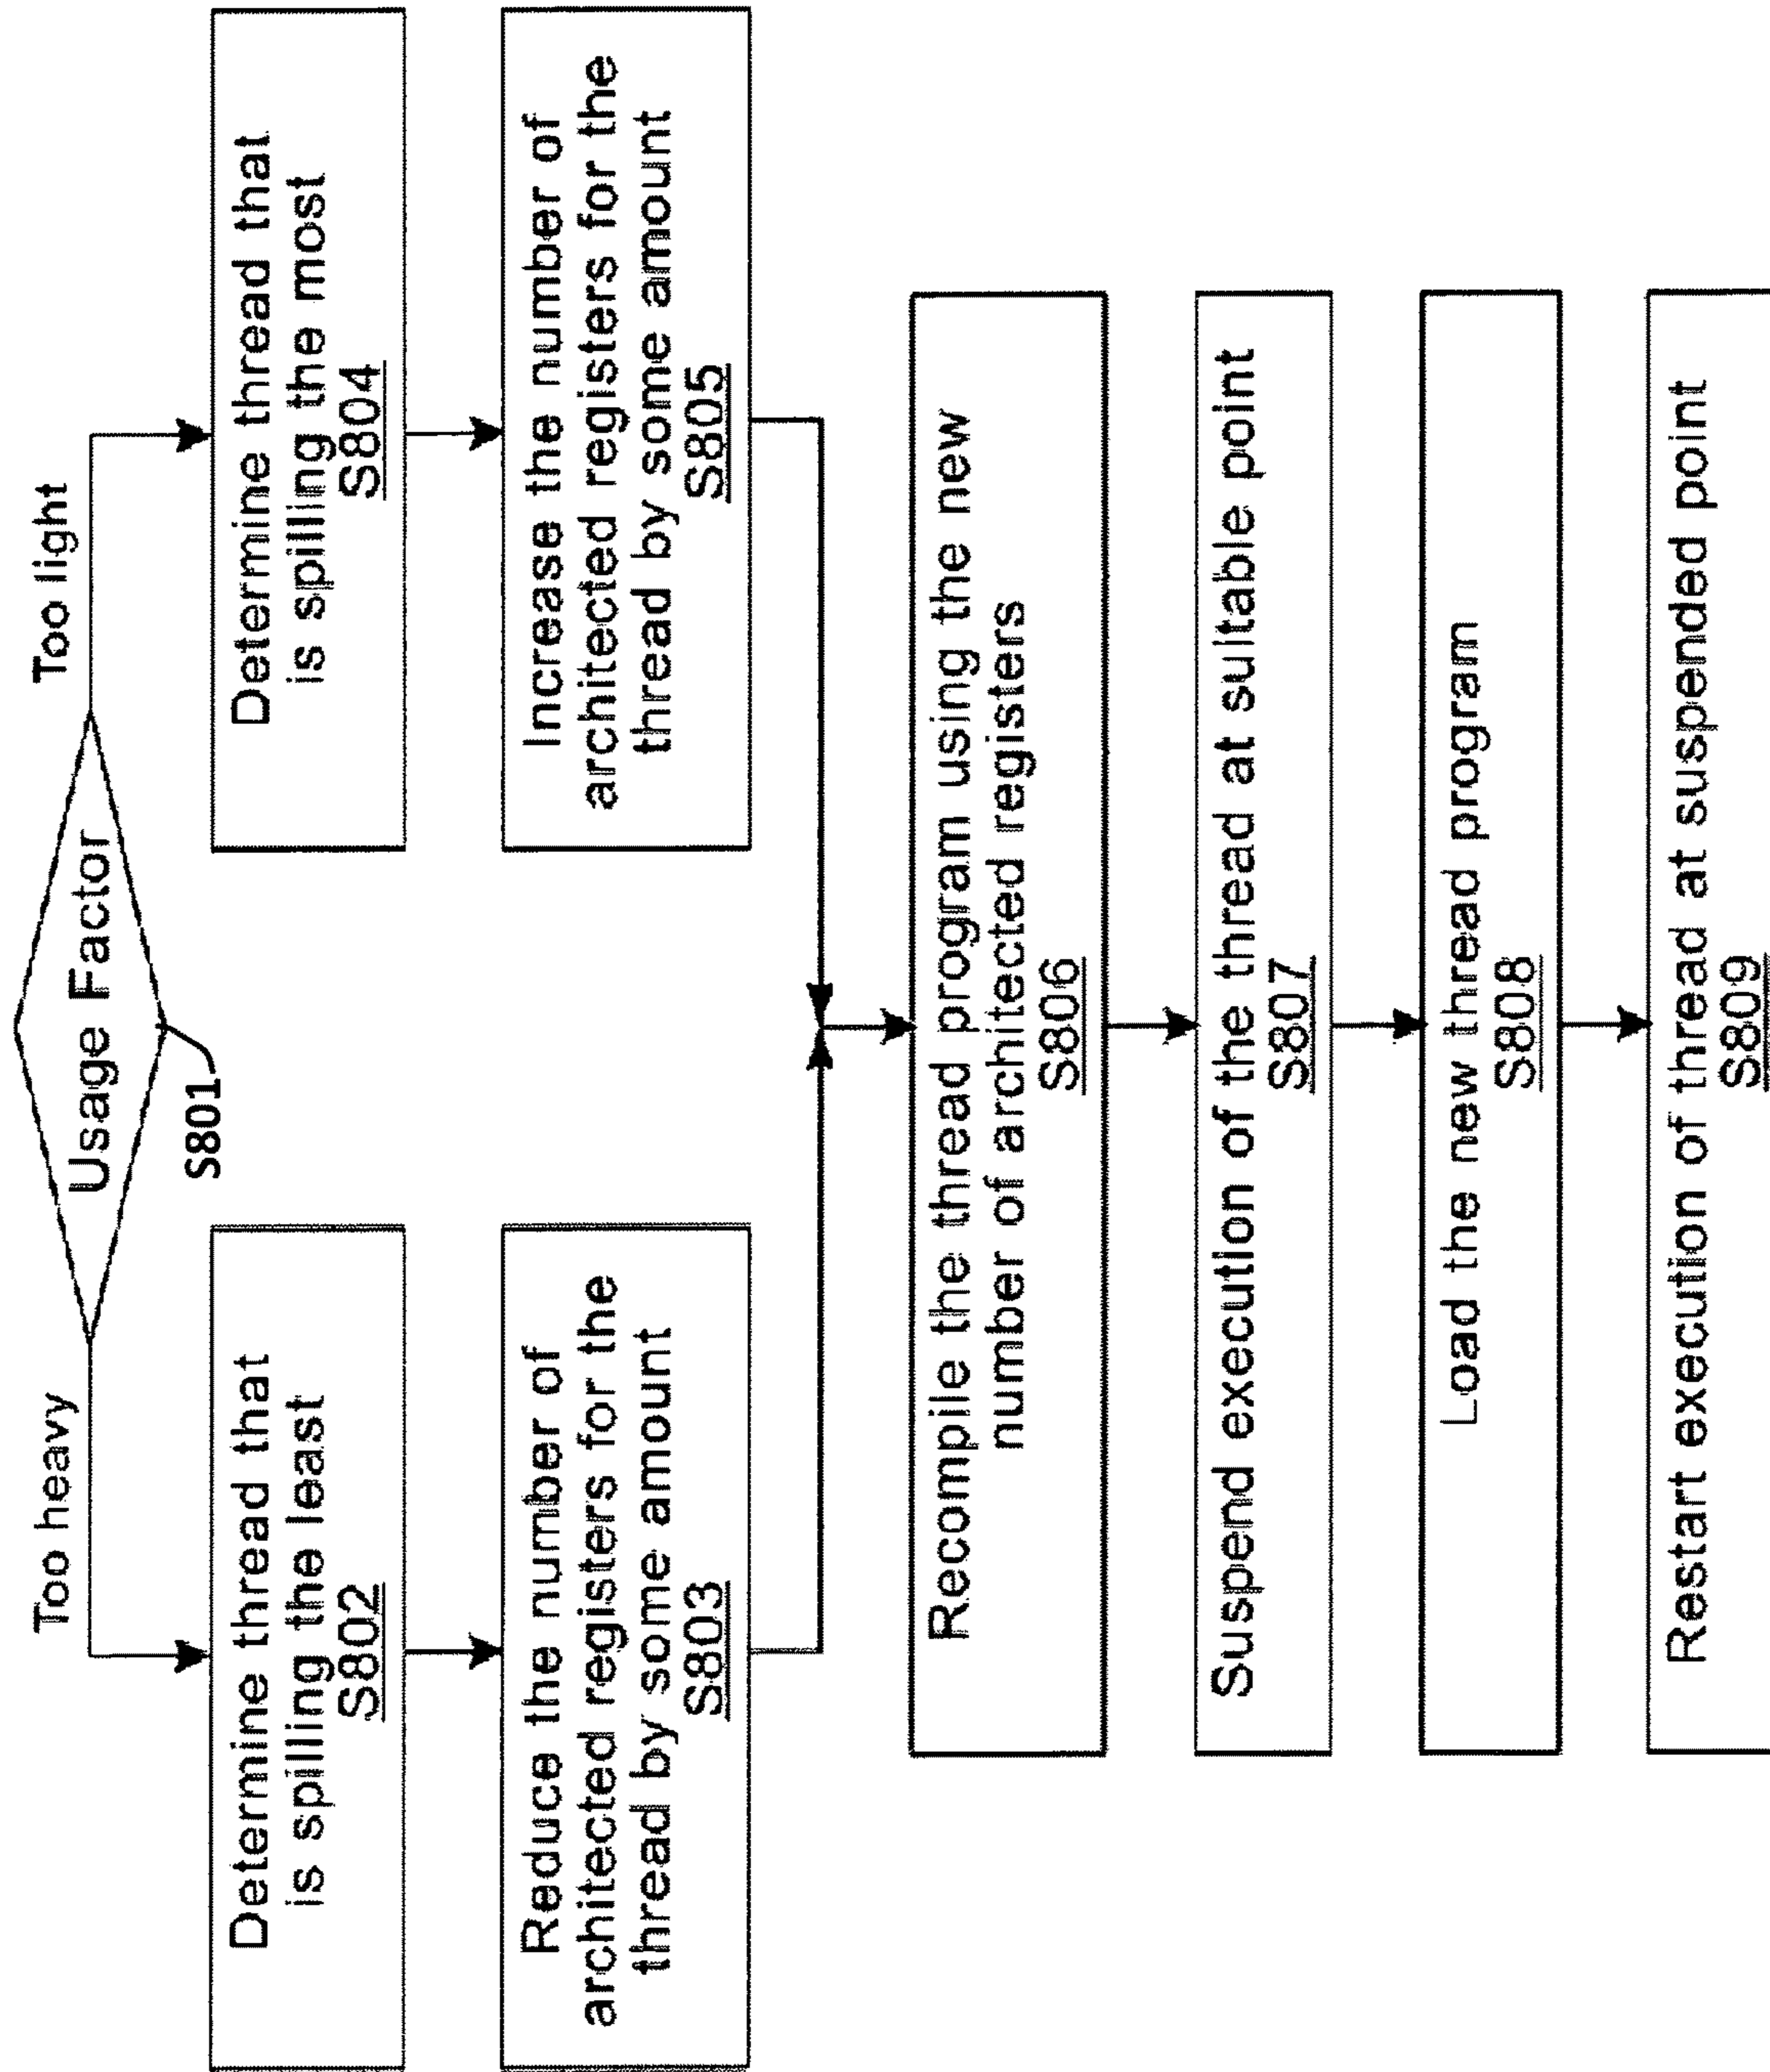 Usage Factor
S801
Too heavy
Too light
Determine thread that
is spilling the least
S802
Determine thread that
is spilling the most
S804
Reduce the number of
architected registers for the
thread by some amount
S803
Increase the number of
architected registers for the
thread by some amount
S805
Recompile the thread program using the new
number of architected registers
S806
Suspend execution of the thread at suitable point
S807
Load the new thread program
S808
Restart execution of thread at suspended point
S809